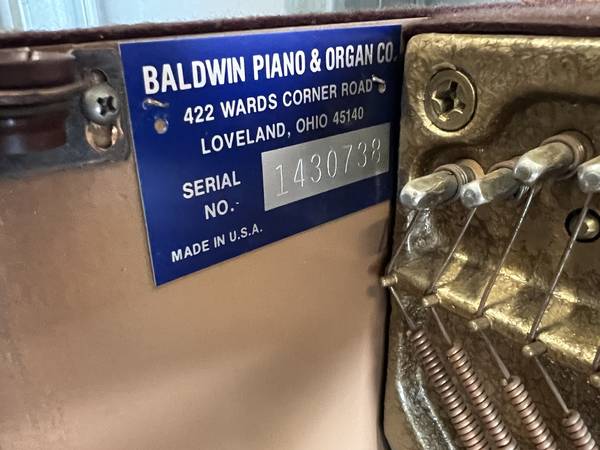 BALDWIN PIANO & ORGAN CO.
422 WARDS CORNER ROAD
LOVELAND, OHIO 45140
SERIAL
NO.
1430738
MADE IN U.S.A.